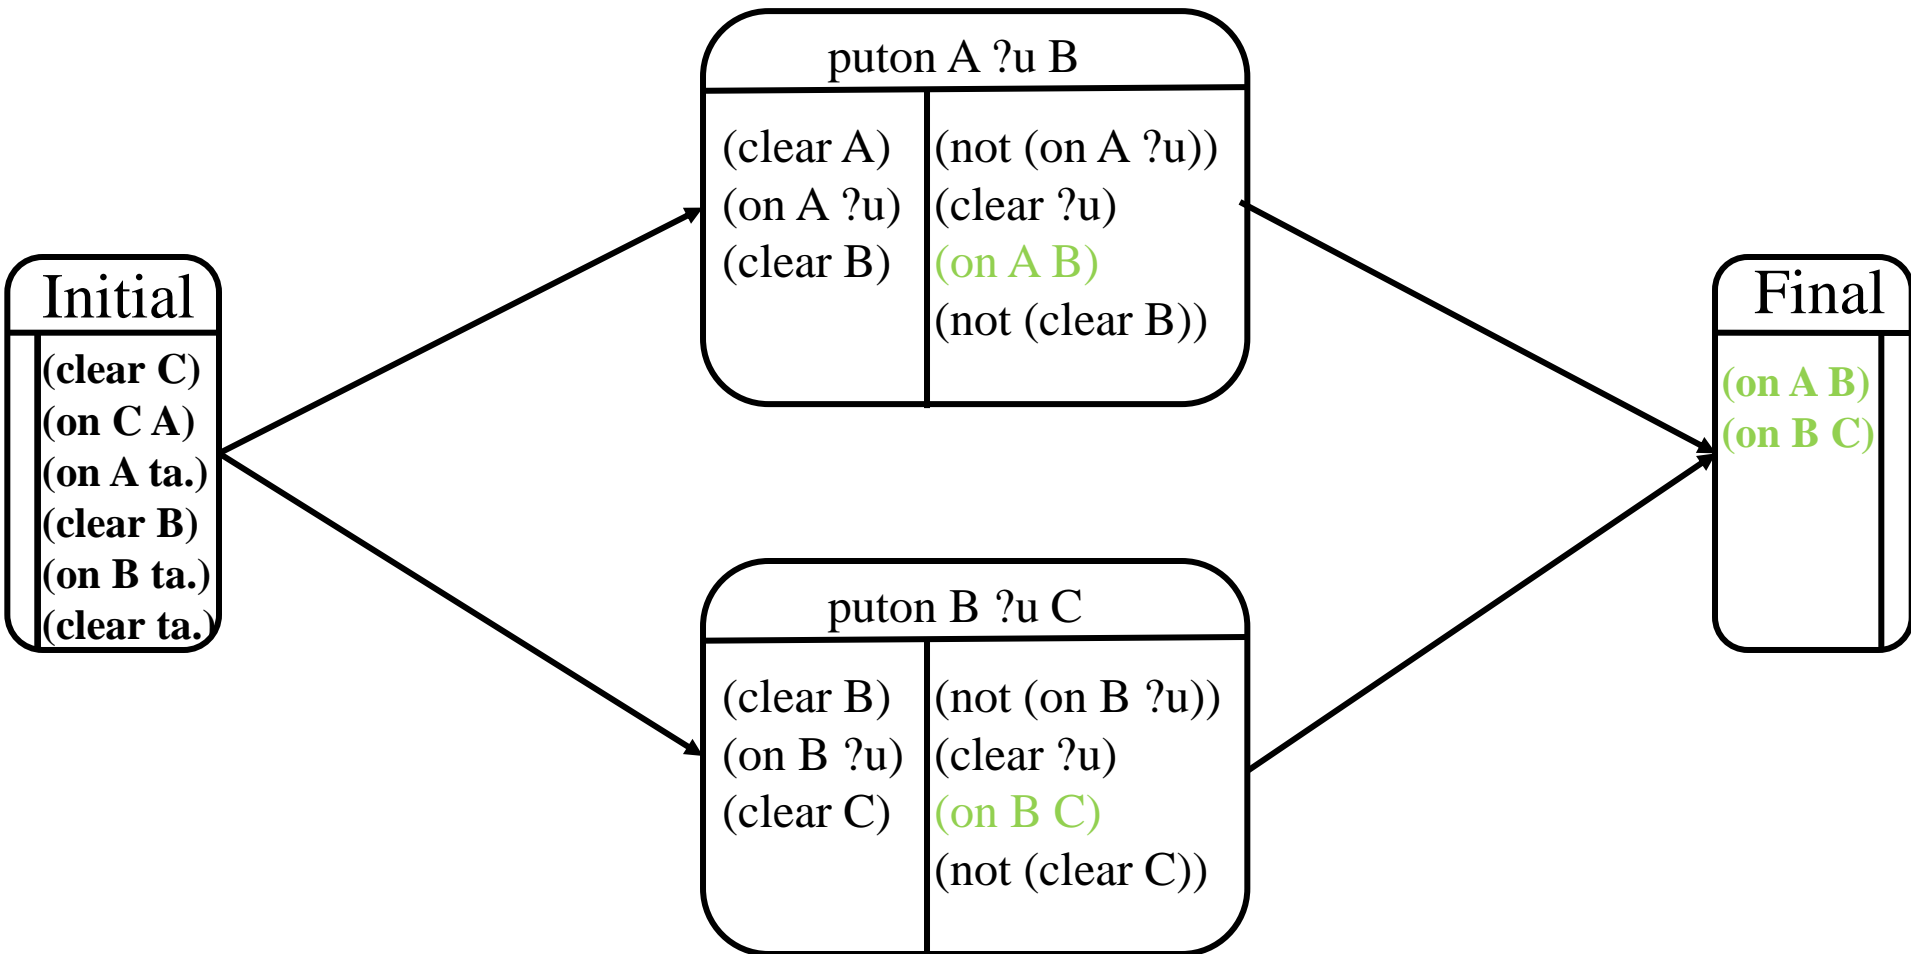 puton A ?u B
(clear A)
(on A ?u)
(clear B)
(not (on A ?u))
(clear ?u)
(on A B)
(not (clear B))
Initial
(clear C)
(on C A)
(on A ta.)
(clear B)
(on B ta.)
(clear ta.)
Final
(on A B)
(on B C)
puton B ?u C
(clear B)
(on B ?u)
(clear C)
(not (on B ?u))
(clear ?u)
(on B C)
(not (clear C))